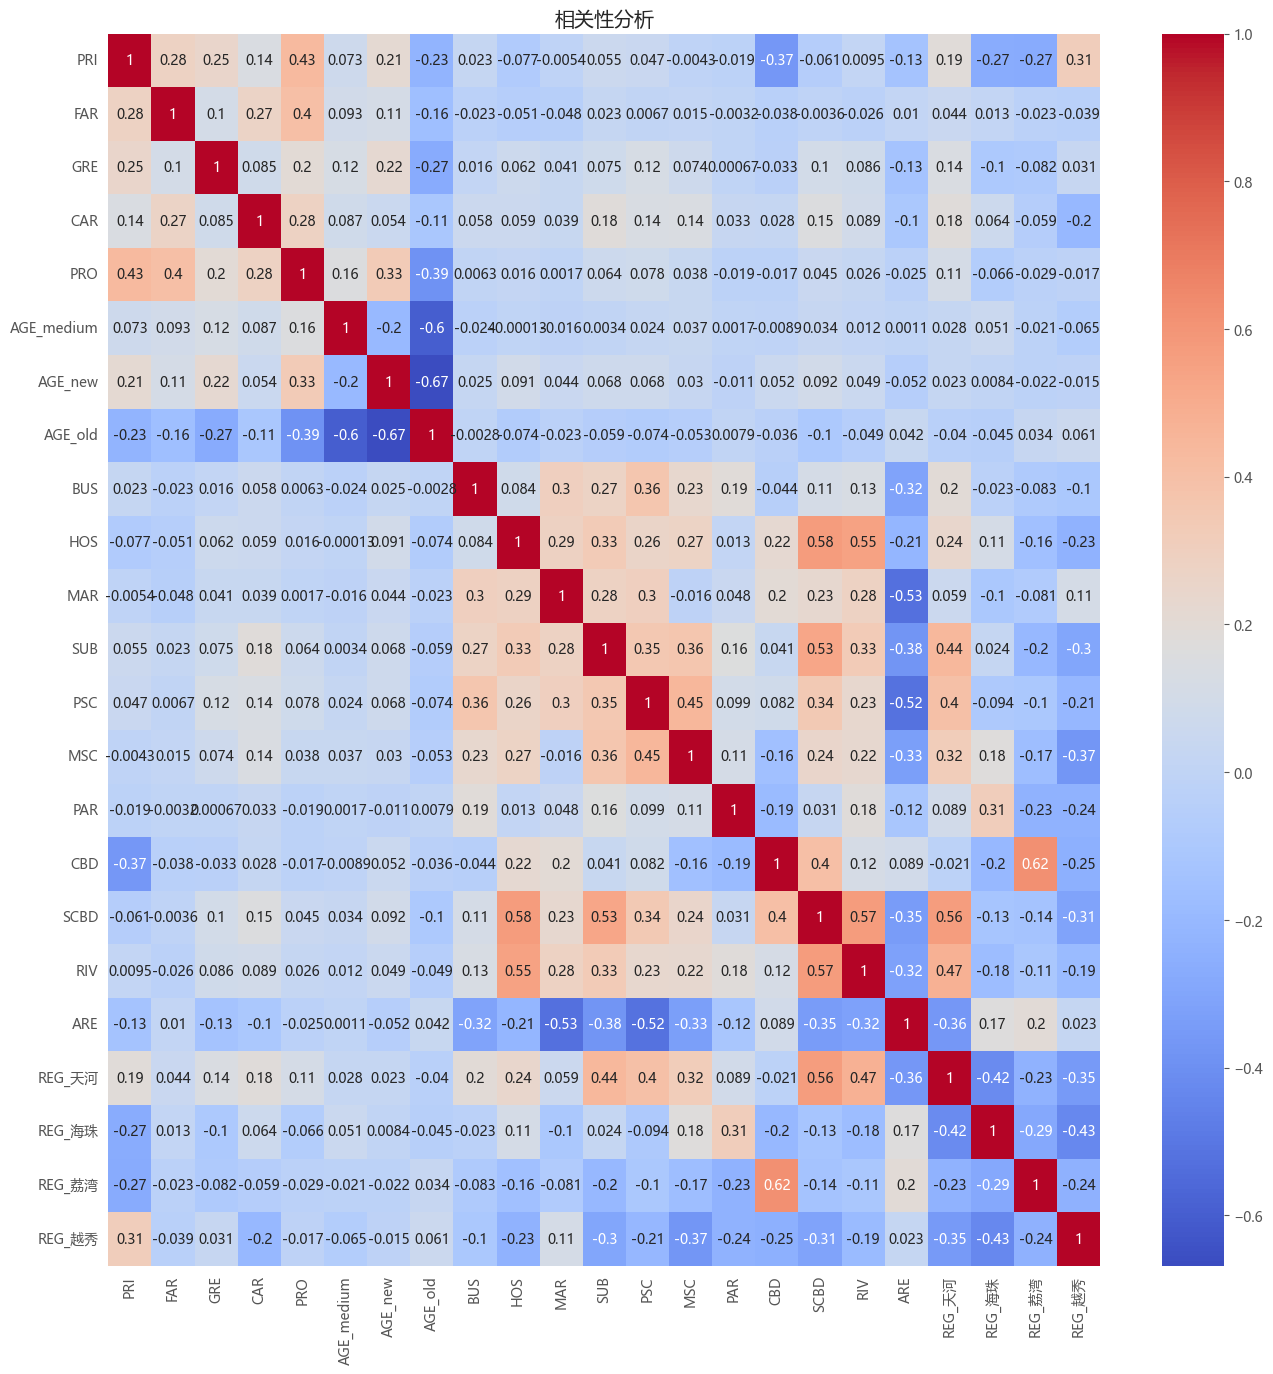 相关性分析
PRI 1 0.28 0.25 0.14 0.43 0.073 0.21 -0.23 0.023 -0.077 -0.0054 0.055 0.047 -0.0043 -0.019 -0.37 -0.061 0.0095 -0.13 0.19 -0.27 -0.27 0.31
FAR 0.28 1 0.1 0.27 0.4 0.093 0.11 -0.16 -0.023 -0.051 -0.048 0.023 0.0067 0.015 -0.0032 -0.038 -0.0036 -0.026 0.01 0.044 0.013 -0.023 -0.039
GRE 0.25 0.1 1 0.085 0.2 0.12 0.22 -0.27 0.016 0.062 0.041 0.075 0.12 0.074 0.00067 -0.033 0.1 0.086 -0.13 0.14 -0.1 -0.082 0.031
CAR 0.14 0.27 0.085 1 0.28 0.087 0.054 -0.11 0.058 0.059 0.039 0.18 0.14 0.14 0.033 0.028 0.15 0.089 -0.1 0.18 0.064 -0.059 -0.2
PRO 0.43 0.4 0.2 0.28 1 0.16 0.33 -0.39 0.0063 0.016 0.0017 0.064 0.078 0.038 -0.019 -0.017 0.045 0.026 -0.025 0.11 -0.066 -0.029 -0.017
AGE_medium 0.073 0.093 0.12 0.087 0.16 1 -0.2 -0.6 -0.024 -0.00013 -0.016 0.0034 0.024 0.037 0.0017 -0.0089 0.034 0.012 0.0011 0.028 0.051 -0.021 -0.065
AGE_new 0.21 0.11 0.22 0.054 0.33 -0.2 1 -0.67 0.025 0.091 0.044 0.068 0.068 0.03 -0.011 0.052 0.092 0.049 -0.052 0.023 0.0084 -0.022 -0.015
AGE_old -0.23 -0.16 -0.27 -0.11 -0.39 -0.6 -0.67 1 -0.0028 -0.074 -0.023 -0.059 -0.074 -0.053 0.0079 -0.036 -0.1 -0.049 0.042 -0.04 -0.045 0.034 0.061
BUS 0.023 -0.023 0.016 0.058 0.0063 -0.024 0.025 -0.0028 1 0.084 0.3 0.27 0.36 0.23 0.19 -0.044 0.11 0.13 -0.32 0.2 -0.023 -0.083 -0.1
HOS -0.077 -0.051 0.062 0.059 0.016 -0.00013 0.091 -0.074 0.084 1 0.29 0.33 0.26 0.27 0.013 0.22 0.58 0.55 -0.21 0.24 0.11 -0.16 -0.23
MAR -0.0054 -0.048 0.041 0.039 0.0017 -0.016 0.044 -0.023 0.3 0.29 1 0.28 0.3 -0.016 0.048 0.2 0.23 0.28 -0.53 0.059 -0.1 -0.081 0.11
SUB 0.055 0.023 0.075 0.18 0.064 0.0034 0.068 -0.059 0.27 0.33 0.28 1 0.35 0.36 0.16 0.041 0.53 0.33 -0.38 0.44 0.024 -0.2 -0.3
PSC 0.047 0.0067 0.12 0.14 0.078 0.024 0.068 -0.074 0.36 0.26 0.3 0.35 1 0.45 0.099 0.082 0.34 0.23 -0.52 0.4 -0.094 -0.1 -0.21
MSC -0.0043 0.015 0.074 0.14 0.038 0.037 0.03 -0.053 0.23 0.27 -0.016 0.36 0.45 1 0.11 -0.16 0.24 0.22 -0.33 0.32 0.18 -0.17 -0.37
PAR -0.019 -0.0032 0.00067 0.033 -0.019 0.0017 -0.011 0.0079 0.19 0.013 0.048 0.16 0.099 0.11 1 -0.19 0.031 0.18 -0.12 0.089 0.31 -0.23 -0.24
CBD -0.37 -0.038 -0.033 0.028 -0.017 -0.0089 0.052 -0.036 -0.044 0.22 0.2 0.041 0.082 -0.16 -0.19 1 0.4 0.12 0.089 -0.021 -0.2 0.62 -0.25
SCBD -0.061 -0.0036 0.1 0.15 0.045 0.034 0.092 -0.1 0.11 0.58 0.23 0.53 0.34 0.24 0.031 0.4 1 0.57 -0.35 0.56 -0.13 -0.14 -0.31
RIV 0.0095 -0.026 0.086 0.089 0.026 0.012 0.049 -0.049 0.13 0.55 0.28 0.33 0.23 0.22 0.18 0.12 0.57 1 -0.32 0.47 -0.18 -0.11 -0.19
ARE -0.13 0.01 -0.13 -0.1 -0.025 0.0011 -0.052 0.042 -0.32 -0.21 -0.53 -0.38 -0.52 -0.33 -0.12 0.089 -0.35 -0.32 1 -0.36 0.17 0.2 0.023
REG_天河 0.19 0.044 0.14 0.18 0.11 0.028 0.023 -0.04 0.2 0.24 0.059 0.44 0.4 0.32 0.089 -0.021 0.56 0.47 -0.36 1 -0.42 -0.23 -0.35
REG_海珠 -0.27 0.013 -0.1 0.064 -0.066 0.051 0.0084 -0.045 -0.023 0.11 -0.1 0.024 -0.094 0.18 0.31 -0.2 -0.13 -0.18 0.17 -0.42 1 -0.29 -0.43
REG_荔湾 -0.27 -0.023 -0.082 -0.059 -0.029 -0.021 -0.022 0.034 -0.083 -0.16 -0.081 -0.2 -0.1 -0.17 -0.23 0.62 -0.14 -0.11 0.2 -0.23 -0.29 1 -0.24
REG_越秀 0.31 -0.039 0.031 -0.2 -0.017 -0.065 -0.015 0.061 -0.1 -0.23 0.11 -0.3 -0.21 -0.37 -0.24 -0.25 -0.31 -0.19 0.023 -0.35 -0.43 -0.24 1
PRI FAR GRE CAR PRO AGE_medium AGE_new AGE_old BUS HOS MAR SUB PSC MSC PAR CBD SCBD RIV ARE REG_天河 REG_海珠 REG_荔湾 REG_越秀
1.0
0.8
0.6
0.4
0.2
0.0
−0.2
−0.4
−0.6